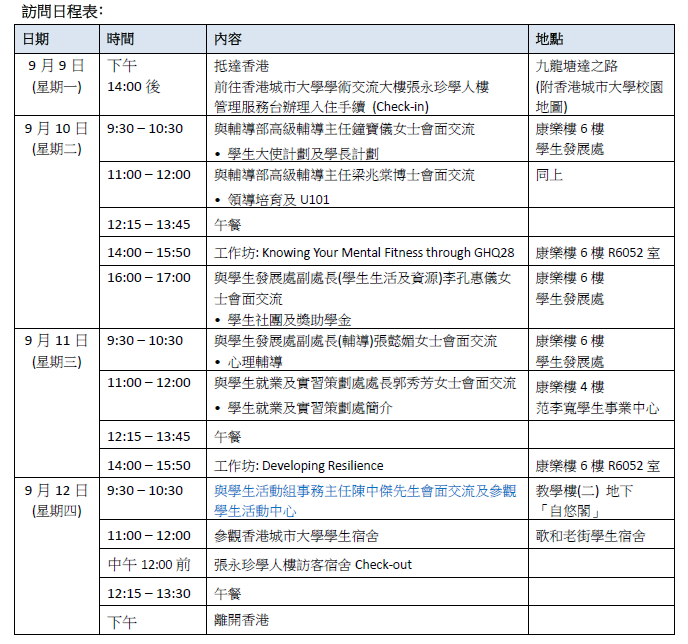 訪問日程表:
日期 時間 內容 地點
9 月 9 日 下午 抵達香港 九龍塘達之路
(星期一) 14:00 後 前往香港城市大學學術交流大樓張永珍學人樓 (附香港城市大學校園
管理服務台辦理入住手續 (Check-in) 地圖)
9 月 10 日 9:30 – 10:30 與輔導部高級輔導主任鐘寶儀女士會面交流 康樂樓 6 樓
(星期二) • 學生大使計劃及學長計劃 學生發展處
11:00 – 12:00 與輔導部高級輔導主任梁兆棠博士會面交流 同上
• 領導培育及 U101
12:15 – 13:45 午餐
14:00 – 15:50 工作坊: Knowing Your Mental Fitness through GHQ28 康樂樓 6 樓 R6052 室
16:00 – 17:00 與學生發展處副處長(學生生活及資源)李孔惠儀女 康樂樓 6 樓
士會面交流 學生發展處
• 學生社團及獎助學金
9 月 11 日 9:30 – 10:30 與學生發展處副處長(輔導)張懿媚女士會面交流 康樂樓 6 樓
(星期三) • 心理輔導 學生發展處
11:00 – 12:00 與學生就業及實習策劃處處長郭秀芳女士會面交流 康樂樓 4 樓
• 學生就業及實習策劃處簡介 范李寬學生事業中心
12:15 – 13:45 午餐
14:00 – 15:50 工作坊: Developing Resilience 康樂樓 6 樓 R6052 室
9 月 12 日 9:30 – 10:30 與學生活動組事務主任陳中傑先生會面交流及參觀 教學樓(二) 地下
(星期四) 學生活動中心 「自悠閣」
11:00 – 12:00 參觀香港城市大學學生宿舍 歌和老街學生宿舍
中午 12:00 前 張永珍學人樓訪客宿舍 Check-out
12:15 – 13:30 午餐
下午 離開香港